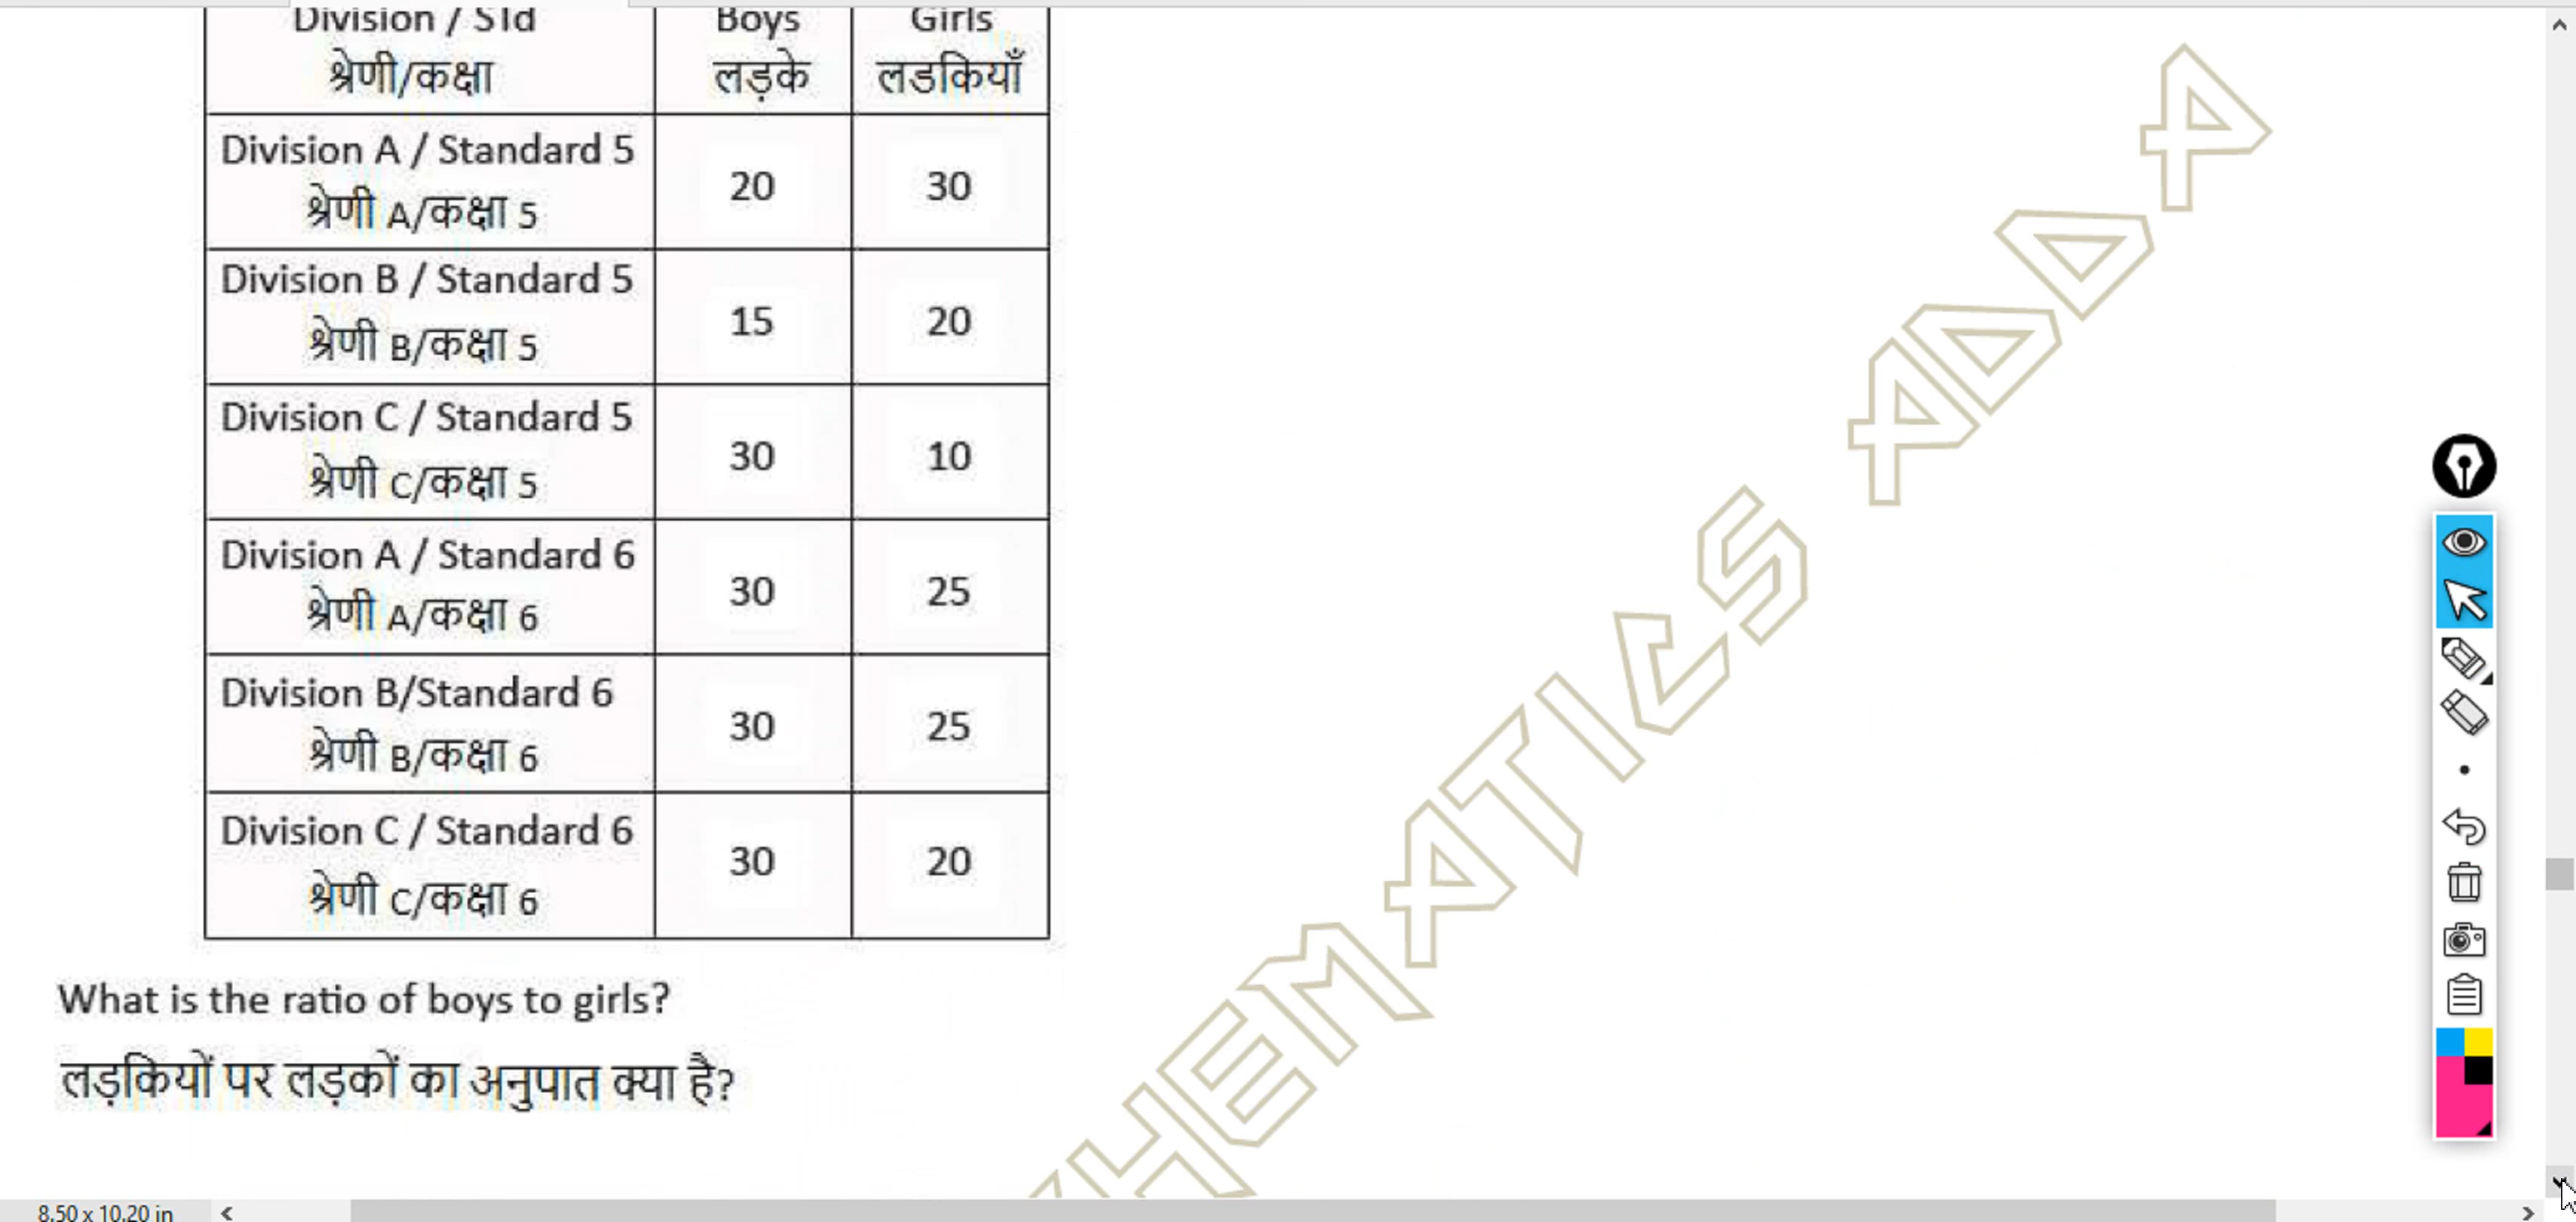 Division / STd Boys Girls
श्रेणी/कक्षा लड़के लडकियाँ
Division A / Standard 5
श्रेणी A/कक्षा 5
20 30
Division B / Standard 5
श्रेणी B/कक्षा 5
15 20
Division C / Standard 5
श्रेणी C/कक्षा 5
30 10
Division A / Standard 6
श्रेणी A/कक्षा 6
30 25
Division B/Standard 6
श्रेणी B/कक्षा 6
30 25
Division C / Standard 6
श्रेणी C/कक्षा 6
30 20
What is the ratio of boys to girls?
लड़कियों पर लड़कों का अनुपात क्या है?
HEMATICS ADDA
8.50 x 10.20 in